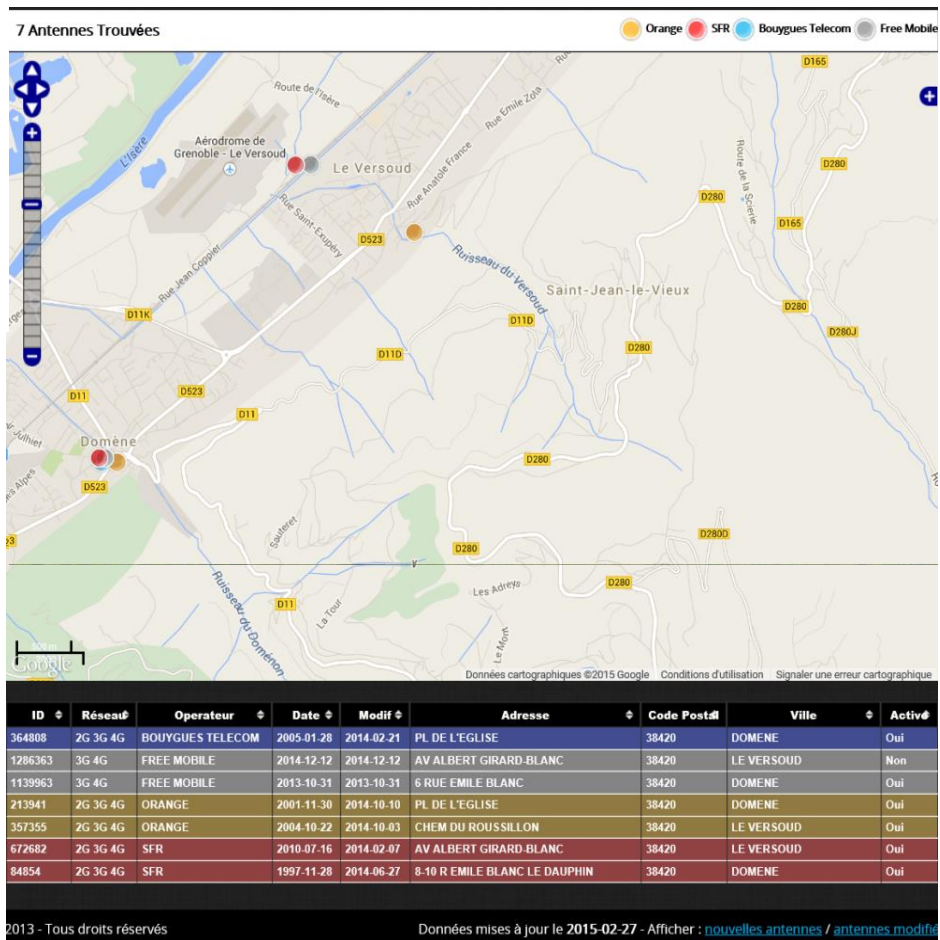 7 Antennes Trouvées
Orange SFR Bouygues Telecom Free Mobile
D165
Route de l'Isère
Rue Emile Zola
L'Isère
Aérodrome de
Grenoble - Le Versoud
Le Versoud
Rue Anatole France
Route de la Scierie
D280
D280
D165
Rue Saint-Exupéry
D523
Ruisseau du Versoud
Rue Jean Coppier
Saint-Jean-le-Vieux
D280
D11K
D11D
D280J
D11D
D280
D523
D11
D11
Domène
D280
D523
Sauteret
D280D
D280
Ruisseau du Doménon
Les Adreys
D280
D11
La-Tour
Le Mont
500 m
Google
Données cartographiques ©2015 Google Conditions d'utilisation Signaler une erreur cartographique
ID Réseau Operateur Date Modif Adresse Code Postal Ville Activé
364808 2G 3G 4G BOUYGUES TELECOM 2005-01-28 2014-02-21 PL DE L'EGLISE 38420 DOMENE Oui
1286363 3G 4G FREE MOBILE 2014-12-12 2014-12-12 AV ALBERT GIRARD-BLANC 38420 LE VERSOUD Non
1139963 3G 4G FREE MOBILE 2013-10-31 2013-10-31 6 RUE EMILE BLANC 38420 DOMENE Oui
213941 2G 3G 4G ORANGE 2001-11-30 2014-10-10 PL DE L'EGLISE 38420 DOMENE Oui
357355 2G 3G 4G ORANGE 2004-10-22 2014-10-03 CHEM DU ROUSSILLON 38420 LE VERSOUD Oui
672682 2G 3G 4G SFR 2010-07-16 2014-02-07 AV ALBERT GIRARD-BLANC 38420 LE VERSOUD Oui
84854 2G 3G 4G SFR 1997-11-28 2014-06-27 8-10 R EMILE BLANC LE DAUPHIN 38420 DOMENE Oui
2013 - Tous droits réservés
Données mises à jour le 2015-02-27 - Afficher : nouvelles antennes / antennes modifié